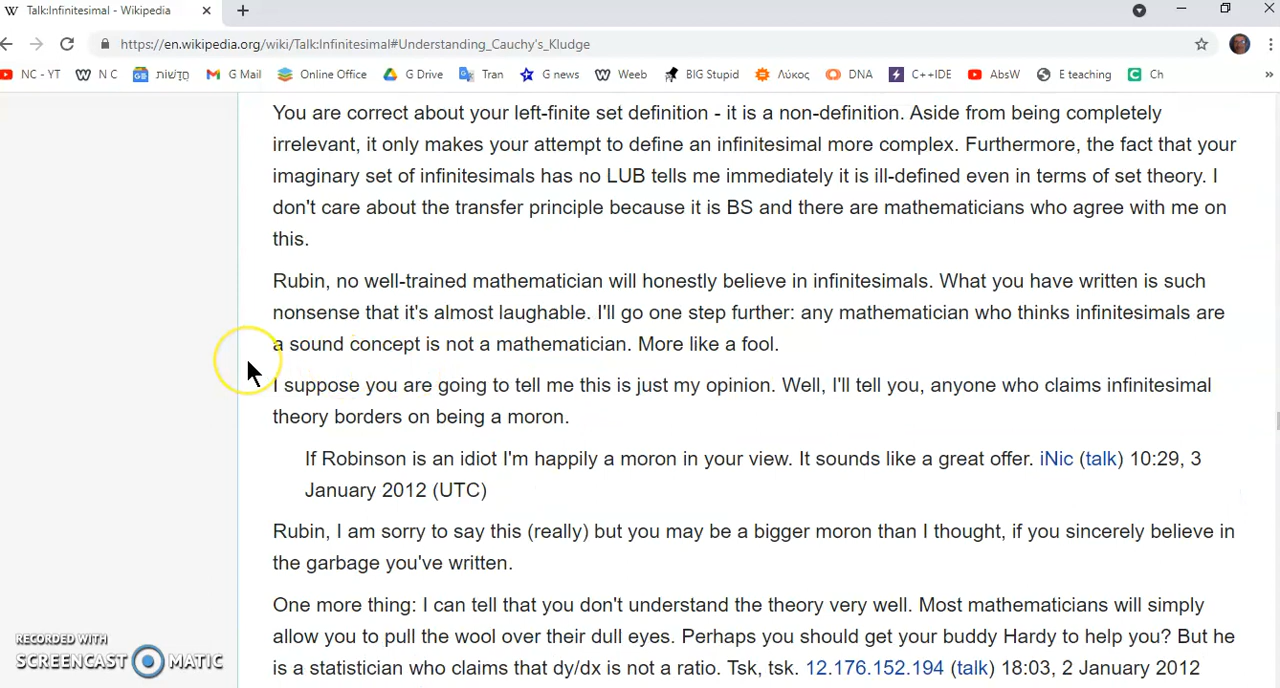 W Talk:Infinitesimal - Wikipedia
https://en.wikipedia.org/wiki/Talk:Infinitesimal#Understanding_Cauchy's_Kludge
NC - YT N C חֲדָשׁוֹת G Mail Online Office G Drive Tran G news Weeb BIG Stupid Λύκος DNA C++IDE AbsW E teaching Ch »
You are correct about your left-finite set definition - it is a non-definition. Aside from being completely
irrelevant, it only makes your attempt to define an infinitesimal more complex. Furthermore, the fact that your
imaginary set of infinitesimals has no LUB tells me immediately it is ill-defined even in terms of set theory. I
don't care about the transfer principle because it is BS and there are mathematicians who agree with me on
this.
Rubin, no well-trained mathematician will honestly believe in infinitesimals. What you have written is such
nonsense that it's almost laughable. I'll go one step further: any mathematician who thinks infinitesimals are
a sound concept is not a mathematician. More like a fool.
I suppose you are going to tell me this is just my opinion. Well, I'll tell you, anyone who claims infinitesimal
theory borders on being a moron.
If Robinson is an idiot I'm happily a moron in your view. It sounds like a great offer. iNic (talk) 10:29, 3
January 2012 (UTC)
Rubin, I am sorry to say this (really) but you may be a bigger moron than I thought, if you sincerely believe in
the garbage you've written.
One more thing: I can tell that you don't understand the theory very well. Most mathematicians will simply
allow you to pull the wool over their dull eyes. Perhaps you should get your buddy Hardy to help you? But he
is a statistician who claims that dy/dx is not a ratio. Tsk, tsk. 12.176.152.194 (talk) 18:03, 2 January 2012
RECORDED WITH
SCREENCAST MATIC